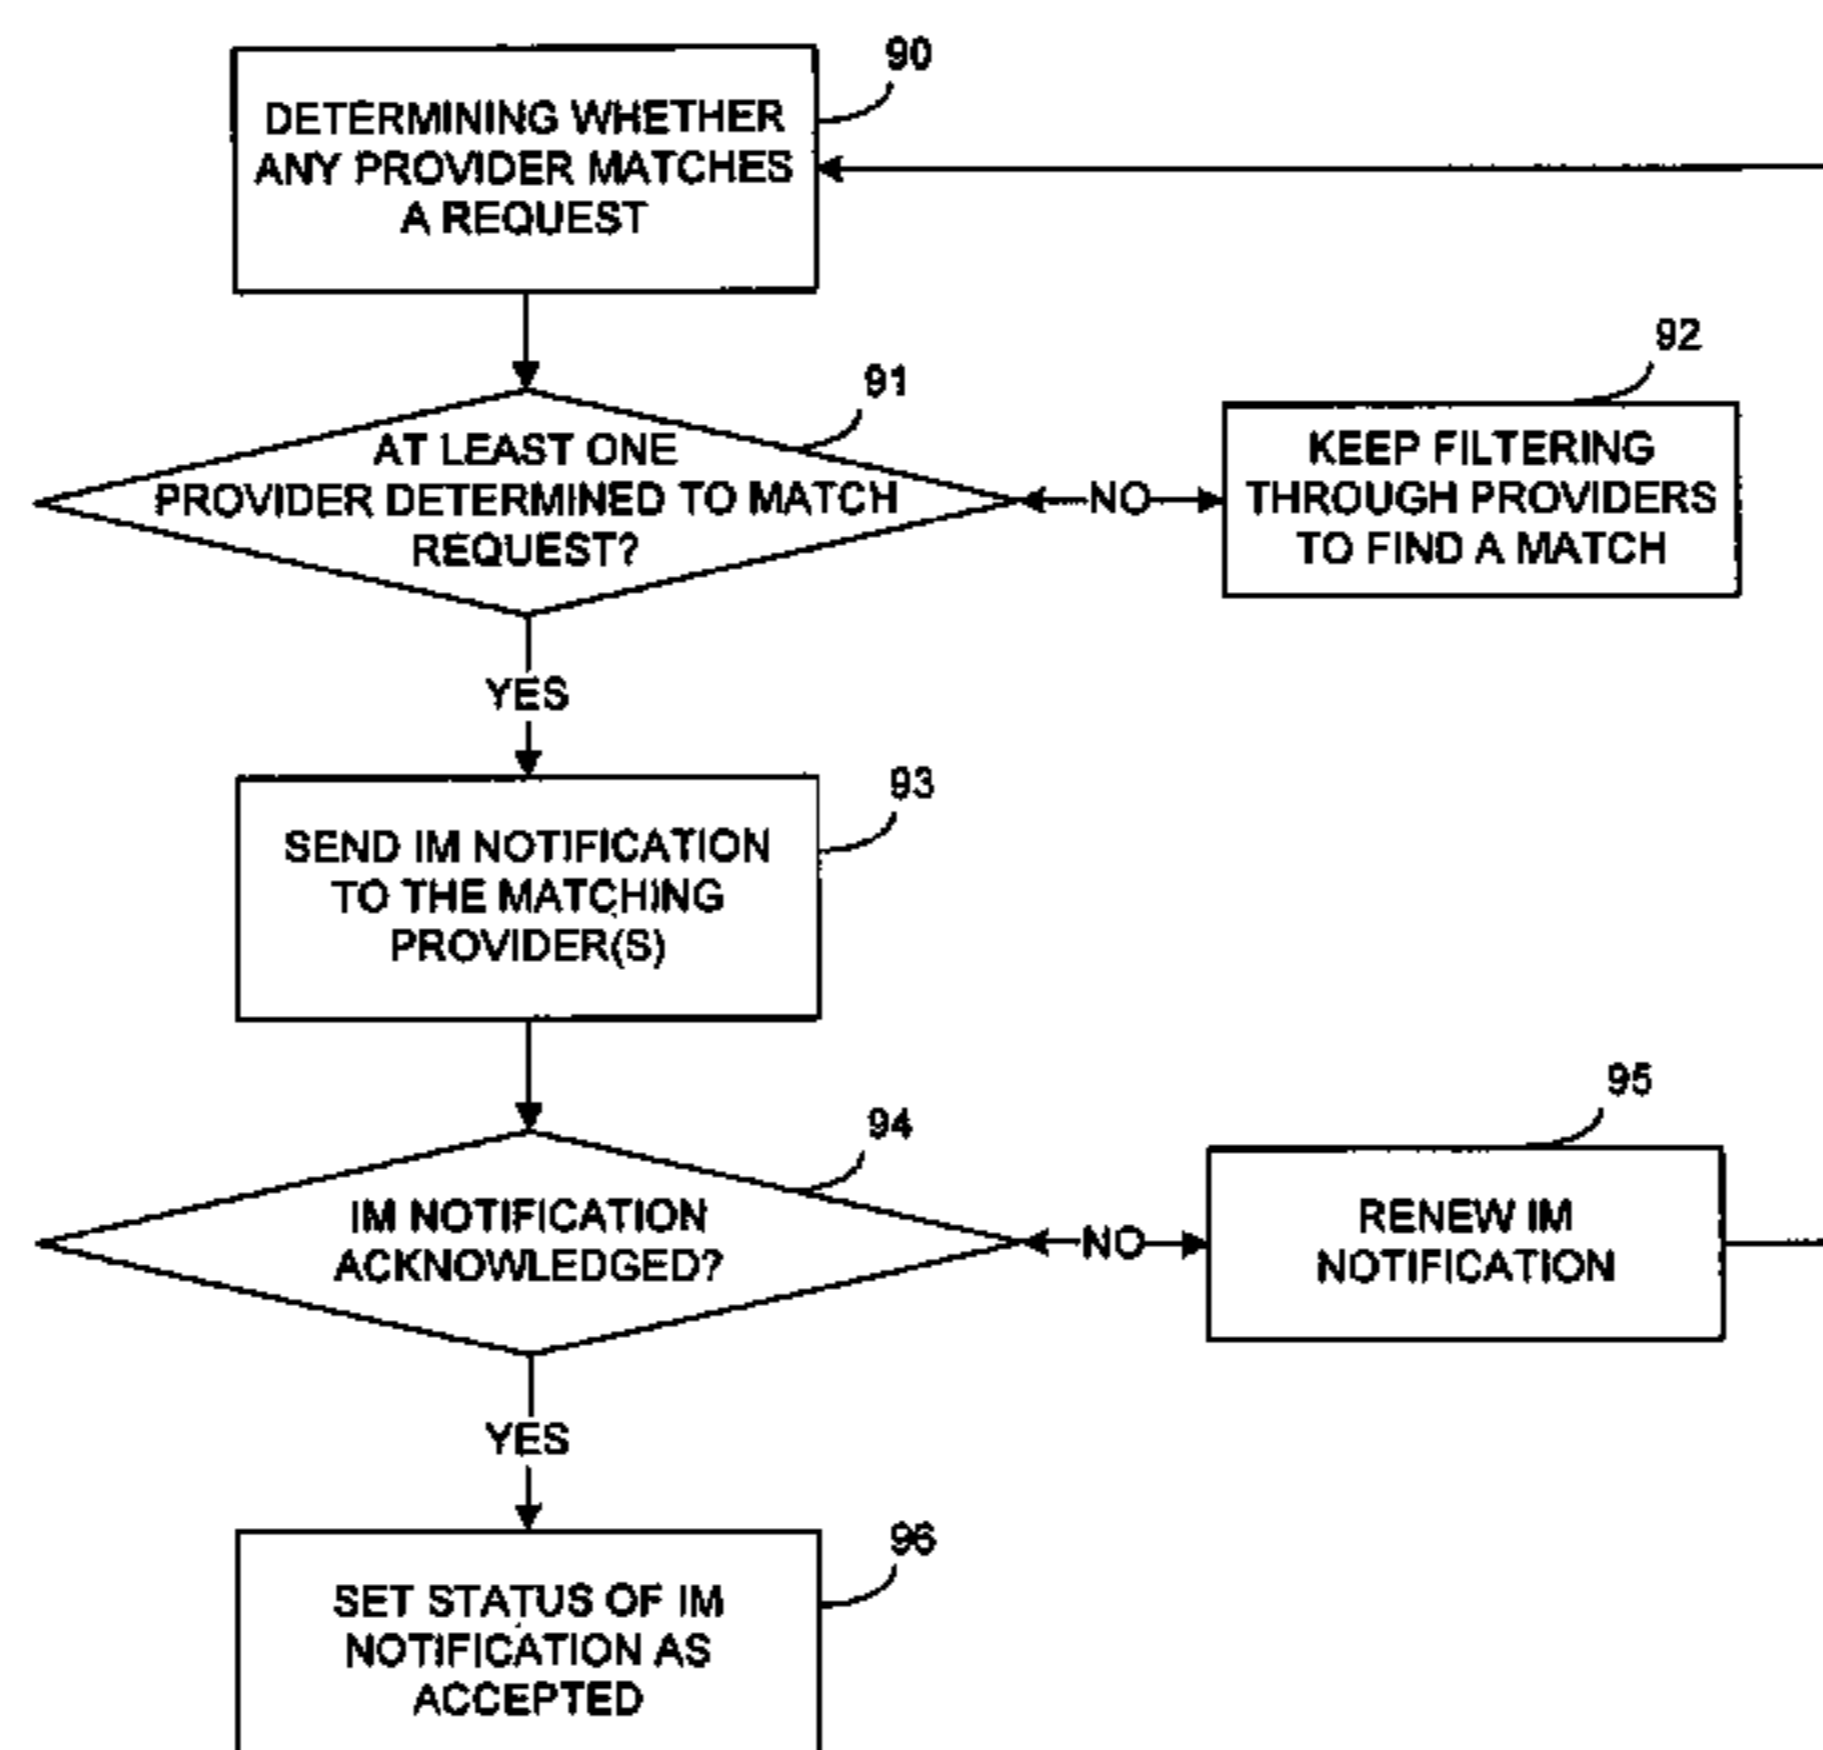 90
DETERMINING WHETHER
ANY PROVIDER MATCHES
A REQUEST
91
AT LEAST ONE
PROVIDER DETERMINED TO MATCH
REQUEST?
NO
92
KEEP FILTERING
THROUGH PROVIDERS
TO FIND A MATCH
YES
93
SEND IM NOTIFICATION
TO THE MATCHING
PROVIDER(S)
94
IM NOTIFICATION
ACKNOWLEDGED?
NO
95
RENEW IM
NOTIFICATION
YES
96
SET STATUS OF IM
NOTIFICATION AS
ACCEPTED